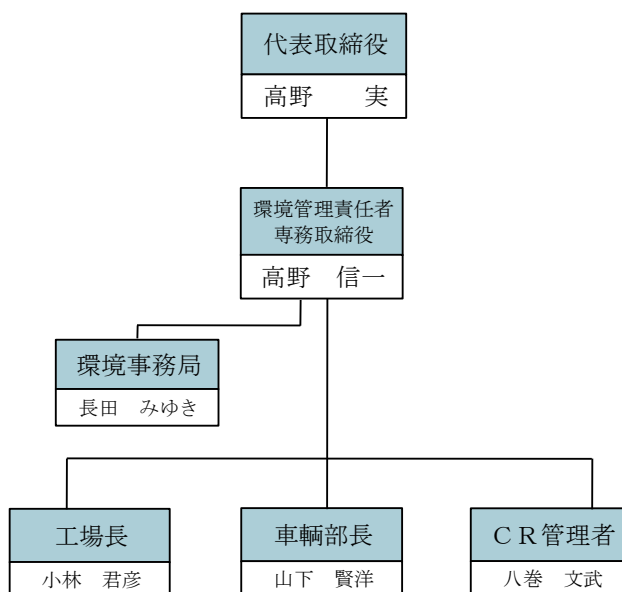 代表取締役
高野　　実
環境管理責任者
専務取締役
高野　信一
環境事務局
長田　みゆき
工場長
小林　君彦
車輌部長
山下　賢洋
ＣＲ管理者
八巻　文武